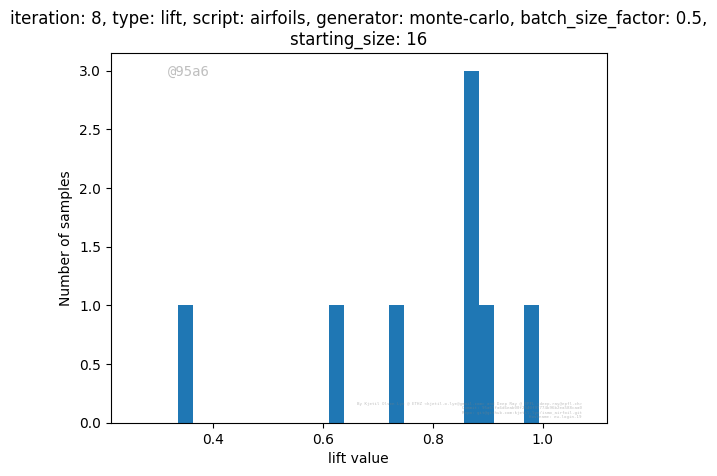 iteration: 8, type: lift, script: airfoils, generator: monte-carlo, batch_size_factor: 0.5,
starting_size: 16
@95a6
3.0
2.5
2.0
1.5
1.0
0.5
0.0
Number of samples
0.4 0.6 0.8 1.0
lift value